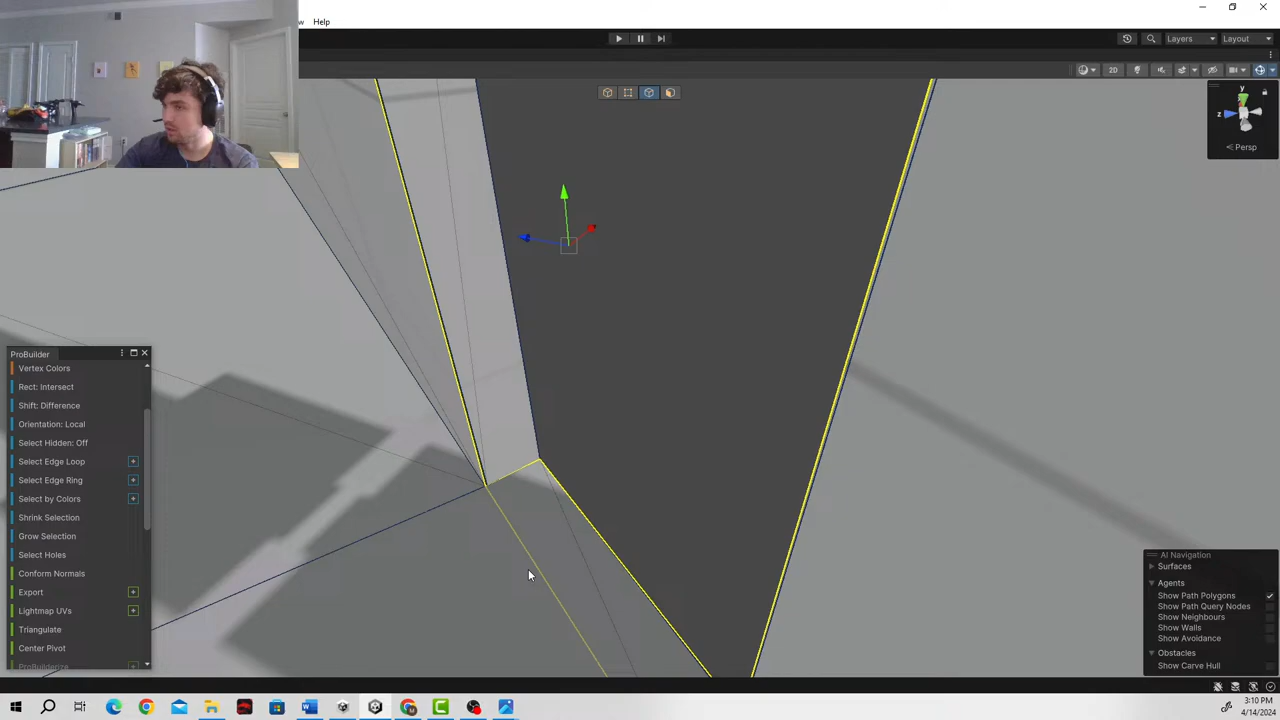 Help
Layers
Layout
2D
y
z
Persp
ProBuilder
Vertex Colors
Rect: Intersect
Shift: Difference
Orientation: Local
Select Hidden: Off
Select Edge Loop
Select Edge Ring
Select by Colors
Shrink Selection
Grow Selection
Select Holes
Conform Normals
Export
Lightmap UVs
Triangulate
Center Pivot
ProBuilderize
AI Navigation
Surfaces
Agents
Show Path Polygons
Show Path Query Nodes
Show Neighbours
Show Walls
Show Avoidance
Obstacles
Show Carve Hull
3:10 PM
4/14/2024